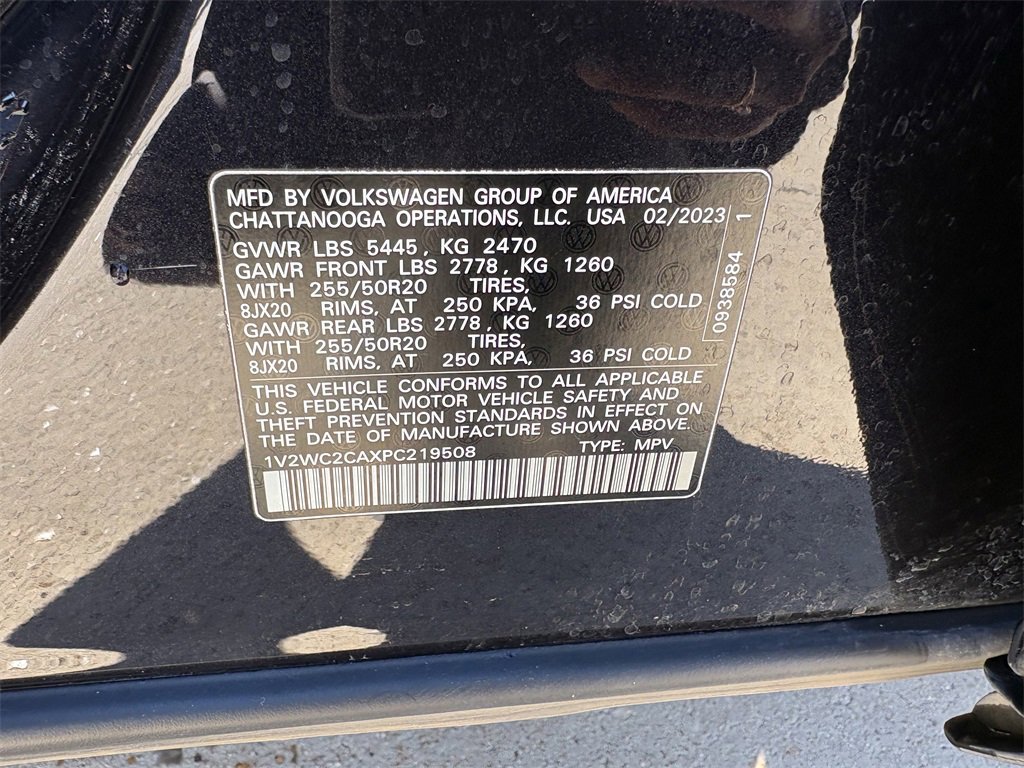 MFD BY VOLKSWAGEN GROUP OF AMERICA
CHATTANOOGA OPERATIONS, LLC. USA 02/2023
GVWR LBS 5445, KG 2470
GAWR FRONT LBS 2778, KG 1260
WITH 255/50R20 TIRES,
8JX20 RIMS, AT 250 KPA, 36 PSI COLD
GAWR REAR LBS 2778, KG 1260
WITH 255/50R20 TIRES,
8JX20 RIMS, AT 250 KPA, 36 PSI COLD
THIS VEHICLE CONFORMS TO ALL APPLICABLE
U.S. FEDERAL MOTOR VEHICLE SAFETY AND
THEFT PREVENTION STANDARDS IN EFFECT ON
THE DATE OF MANUFACTURE SHOWN ABOVE.
1V2WC2CAXPC219508 TYPE: MPV
0938584 1